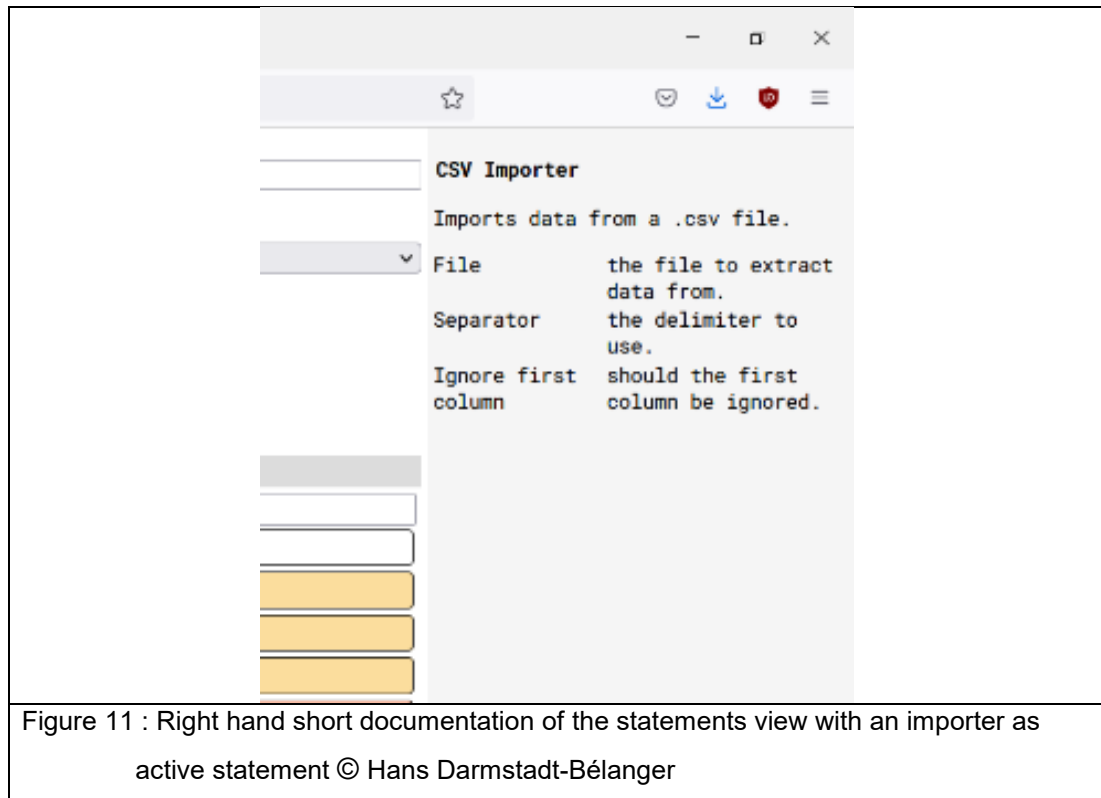 CSV Importer
Imports data from a .csv file.
File the file to extract
data from.
Separator the delimiter to
use.
Ignore first should the first
column column be ignored.
Figure 11 : Right hand short documentation of the statements view with an importer as
active statement © Hans Darmstadt-Bélanger